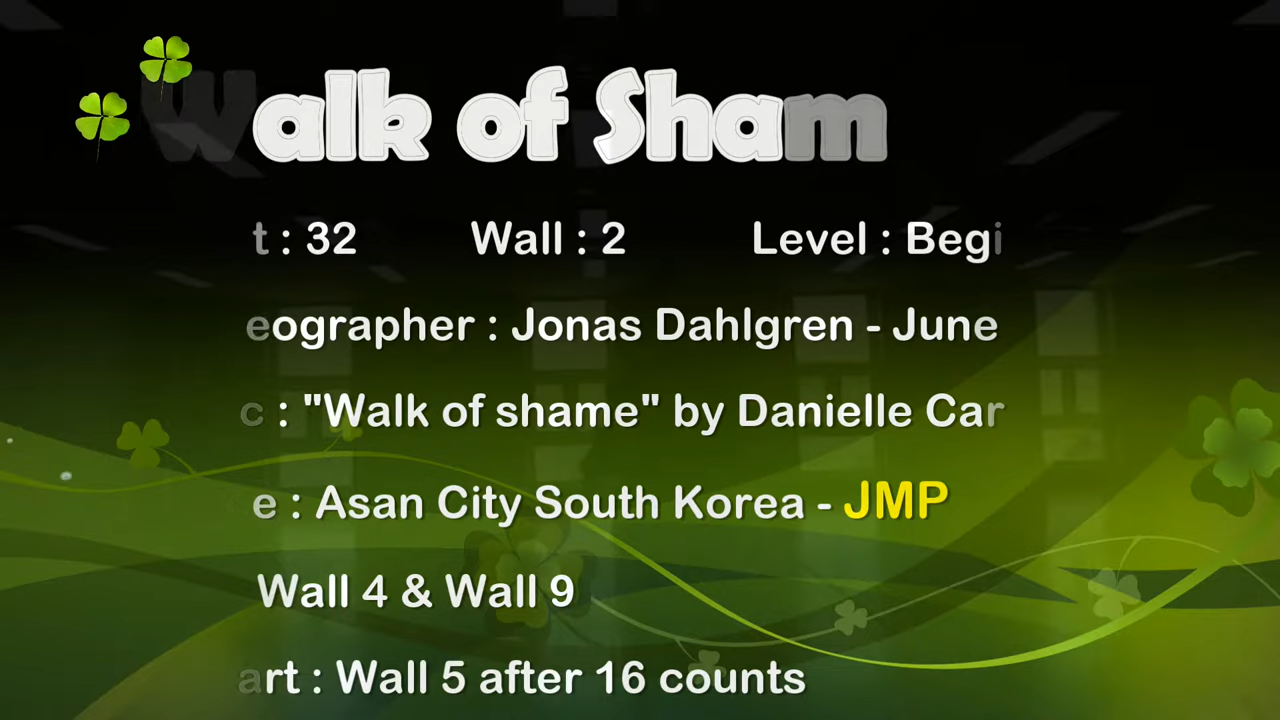 Walk of Sham
t : 32 Wall : 2 Level : Begi
eographer : Jonas Dahlgren - June
c : "Walk of shame" by Danielle Car
e : Asan City South Korea - JMP
Wall 4 & Wall 9
art : Wall 5 after 16 counts